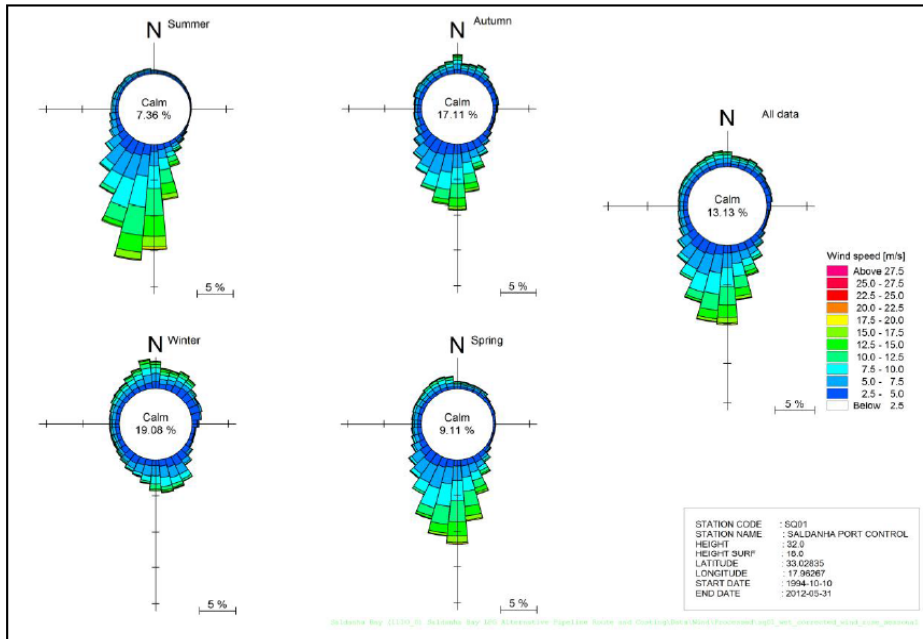 N Summer
Calm
7.36 %
5 %
N Autumn
Calm
17.11 %
5 %
N All data
Calm
13.13 %
5 %
Wind speed [m/s]
Above 27.5
25.0 - 27.5
22.5 - 25.0
20.0 - 22.5
17.5 - 20.0
15.0 - 17.5
12.5 - 15.0
10.0 - 12.5
7.5 - 10.0
5.0 - 7.5
2.5 - 5.0
Below 2.5
N Winter
Calm
19.08 %
5 %
N Spring
Calm
9.11 %
5 %
STATION CODE : SQ01
STATION NAME : SALDANHA PORT CONTROL
HEIGHT : 32.0
HEIGHT SURF : 18.0
LATITUDE : 33.02835
LONGITUDE : 17.96267
START DATE : 1994-10-10
END DATE : 2012-05-31